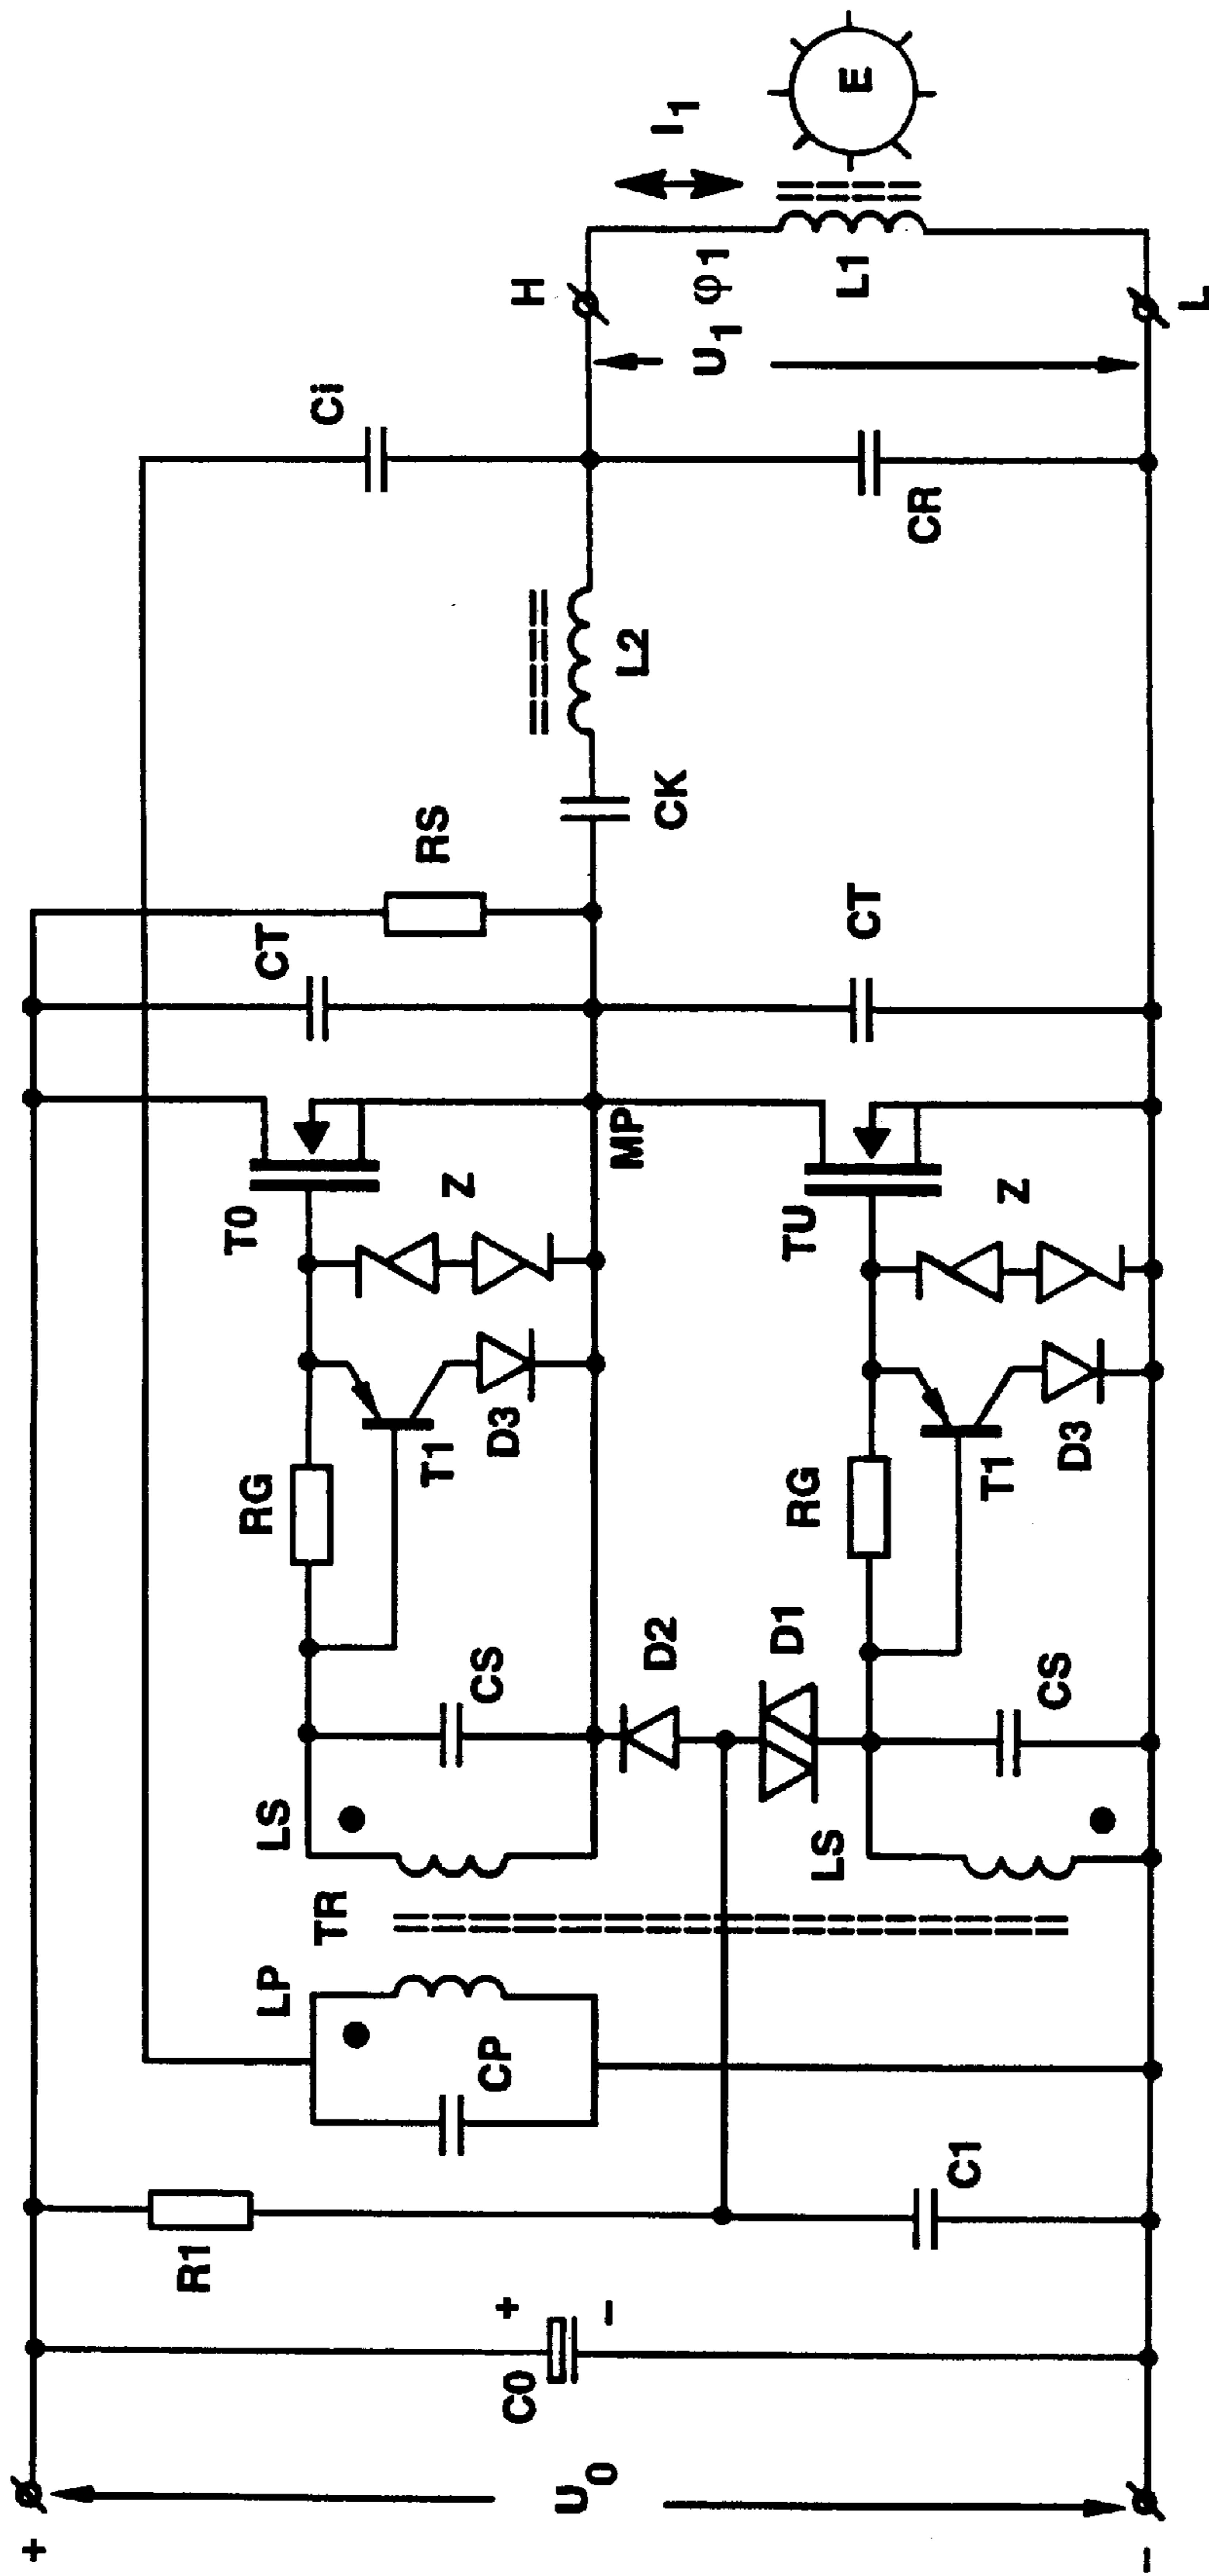 +
U0
-
C0
+
-
R1
C1
LP
CP
TR
LS
LS
CS
CS
D2
D1
RG
RG
T1
T1
D3
D3
Z
Z
T0
TU
MP
CT
CT
RS
CK
L2
Ci
CR
H
L
U1 φ1
L1
I1
E